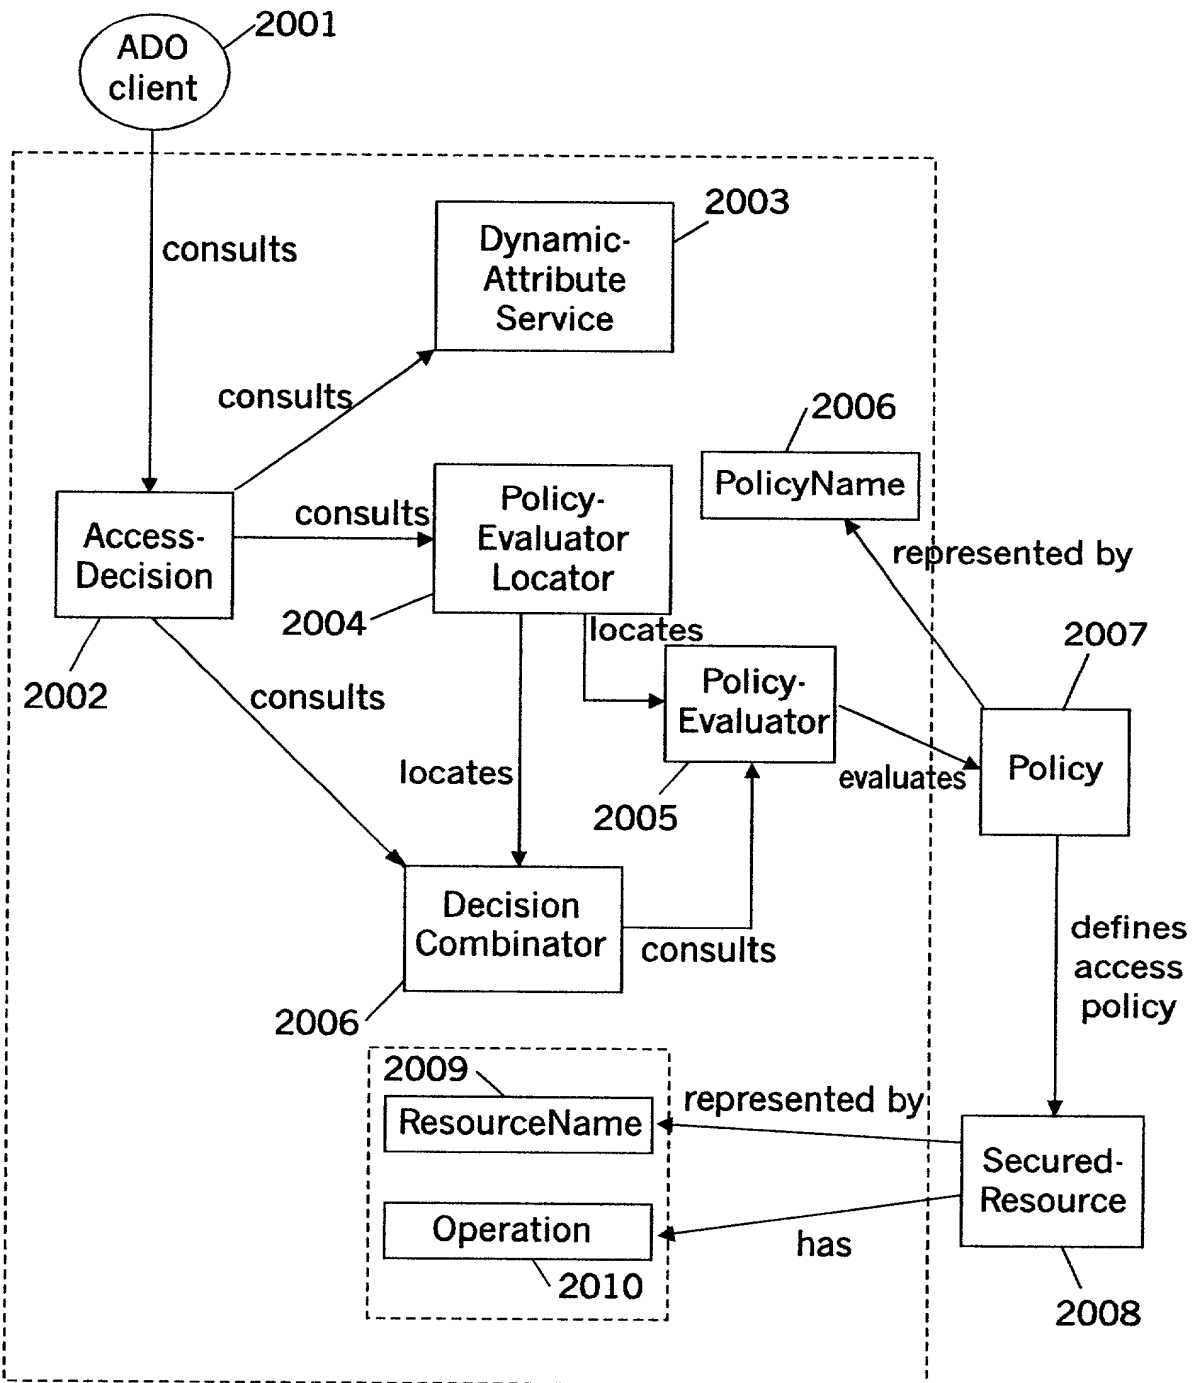 2001
ADO
client
consults
2003
Dynamic-
Attribute
Service
consults
2006
PolicyName
Policy-
Evaluator
Locator
consults
Access-
Decision
represented by
2004
locates
2007
2002
consults
Policy-
Evaluator
Policy
locates
evaluates
2005
Decision
Combinator
consults
defines
access
policy
2006
2009
ResourceName
represented by
Secured-
Resource
Operation
has
2010
2008